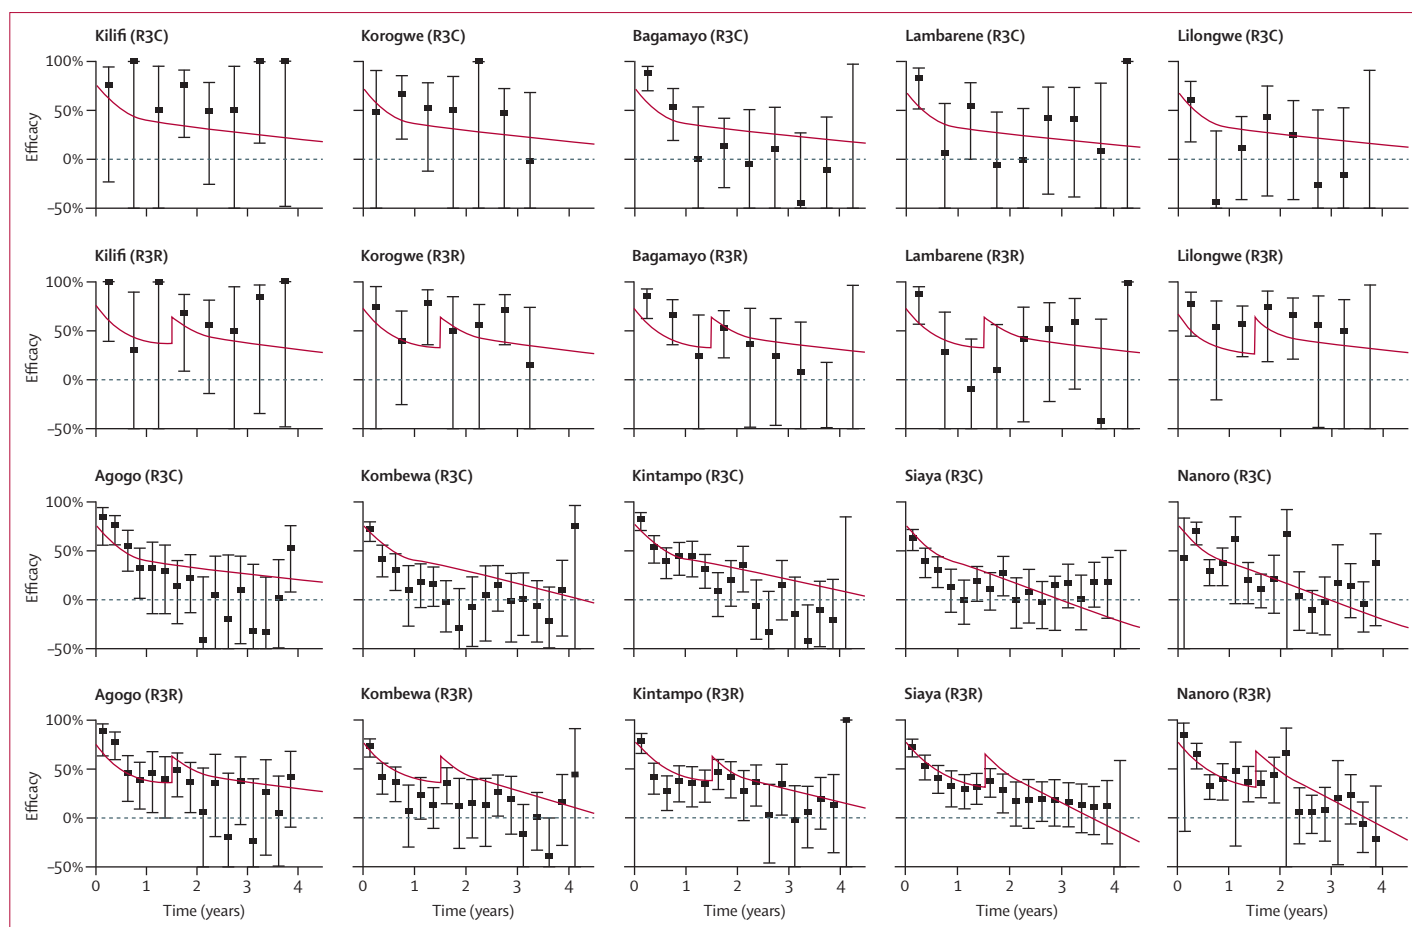 Kilifi (R3C) Korogwe (R3C) Bagamayo (R3C) Lambarene (R3C) Lilongwe (R3C)
100%
50%
0%
–50%
Efficacy
Kilifi (R3R) Korogwe (R3R) Bagamayo (R3R) Lambarene (R3R) Lilongwe (R3R)
100%
50%
0%
–50%
Efficacy
Agogo (R3C) Kombewa (R3C) Kintampo (R3C) Siaya (R3C) Nanoro (R3C)
100%
50%
0%
–50%
Efficacy
Agogo (R3R) Kombewa (R3R) Kintampo (R3R) Siaya (R3R) Nanoro (R3R)
100%
50%
0%
–50%
Efficacy
0 1 2 3 4 0 1 2 3 4 0 1 2 3 4 0 1 2 3 4 0 1 2 3 4
Time (years) Time (years) Time (years) Time (years) Time (years)